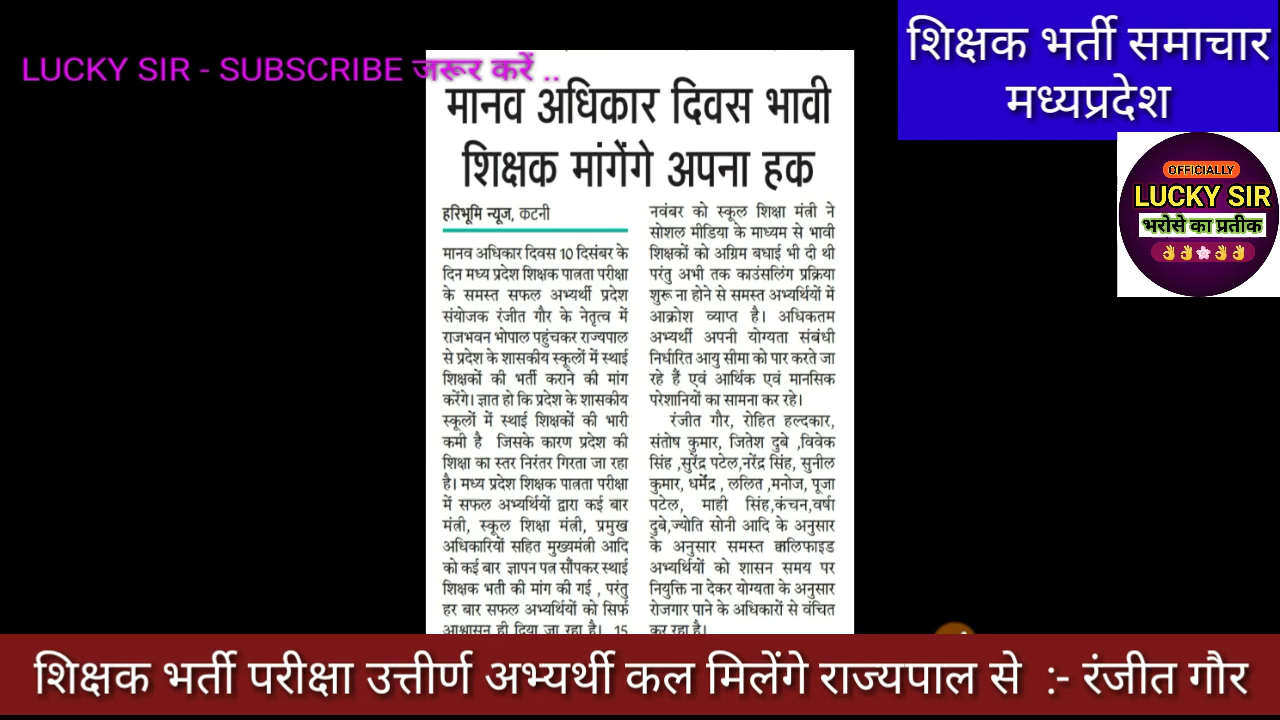 LUCKY SIR - SUBSCRIBE जरूर करें ..
शिक्षक भर्ती समाचार
मध्यप्रदेश
OFFICIALLY
LUCKY SIR
भरोसे का प्रतीक
मानव अधिकार दिवस भावी
शिक्षक मांगेंगे अपना हक
हरिभूमि न्यूज, कटनी
मानव अधिकार दिवस 10 दिसंबर के
दिन मध्य प्रदेश शिक्षक पात्रता परीक्षा
के समस्त सफल अभ्यर्थी प्रदेश
संयोजक रंजीत गौर के नेतृत्व में
राजभवन भोपाल पहुंचकर राज्यपाल
से प्रदेश के शासकीय स्कूलों में स्थाई
शिक्षकों की भर्ती कराने की मांग
करेंगे। ज्ञात हो कि प्रदेश के शासकीय
स्कूलों में स्थाई शिक्षकों की भारी
कमी है जिसके कारण प्रदेश की
शिक्षा का स्तर निरंतर गिरता जा रहा
है। मध्य प्रदेश शिक्षक पात्रता परीक्षा
में सफल अभ्यर्थियों द्वारा कई बार
मंत्री, स्कूल शिक्षा मंत्री, प्रमुख
अधिकारियों सहित मुख्यमंत्री आदि
को कई बार ज्ञापन पत्र सौंपकर स्थाई
शिक्षक भती की मांग की गई , परंतु
हर बार सफल अभ्यर्थियों को सिर्फ
आश्वासन ही दिया जा रहा है। 15
नवंबर को स्कूल शिक्षा मंत्री ने
सोशल मीडिया के माध्यम से भावी
शिक्षकों को अग्रिम बधाई भी दी थी
परंतु अभी तक काउंसलिंग प्रक्रिया
शुरू ना होने से समस्त अभ्यर्थियों में
आक्रोश व्याप्त है। अधिकतम
अभ्यर्थी अपनी योग्यता संबंधी
निर्धारित आयु सीमा को पार करते जा
रहे हैं एवं आर्थिक एवं मानसिक
परेशानियों का सामना कर रहे।
रंजीत गौर, रोहित हल्दकार,
संतोष कुमार, जितेश दुबे ,विवेक
सिंह ,सुरेंद्र पटेल,नरेंद्र सिंह, सुनील
कुमार, धर्मेंद्र , ललित ,मनोज, पूजा
पटेल, माही सिंह,कंचन,वर्षा
दुबे,ज्योति सोनी आदि के अनुसार
के अनुसार समस्त क्वालिफाइड
अभ्यर्थियों को शासन समय पर
नियुक्ति ना देकर योग्यता के अनुसार
रोजगार पाने के अधिकारों से वंचित
कर रहा है।
शिक्षक भर्ती परीक्षा उत्तीर्ण अभ्यर्थी कल मिलेंगे राज्यपाल से :- रंजीत गौर